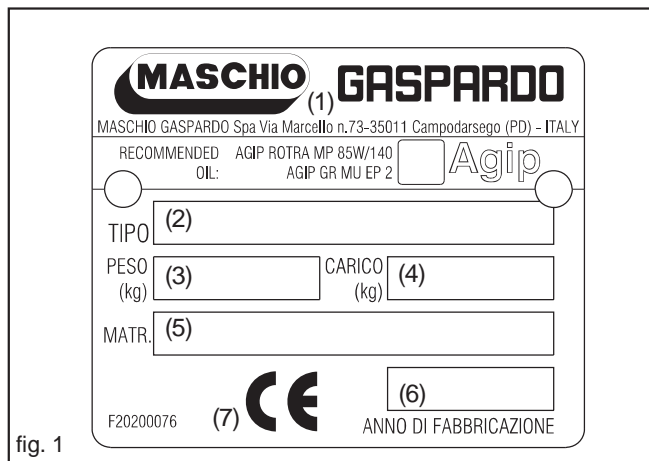 MASCHIO (1) GASPARDO
MASCHIO GASPARDO Spa Via Marcello n.73-35011 Campodarsego (PD) - ITALY
RECOMMENDED AGIP ROTRA MP 85W/140 Agip
OIL: AGIP GR MU EP 2
TIPO (2)
PESO (3) CARICO (4)
(kg) (kg)
MATR. (5)
(6)
F20200076 (7) CE ANNO DI FABBRICAZIONE
fig. 1